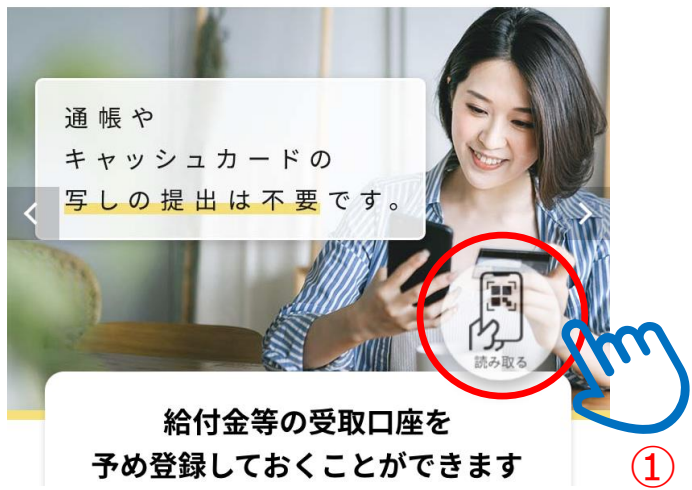 通帳や
キャッシュカードの
写しの提出は不要です。
読み取る
給付金等の受取口座を
予め登録しておくことができます
①